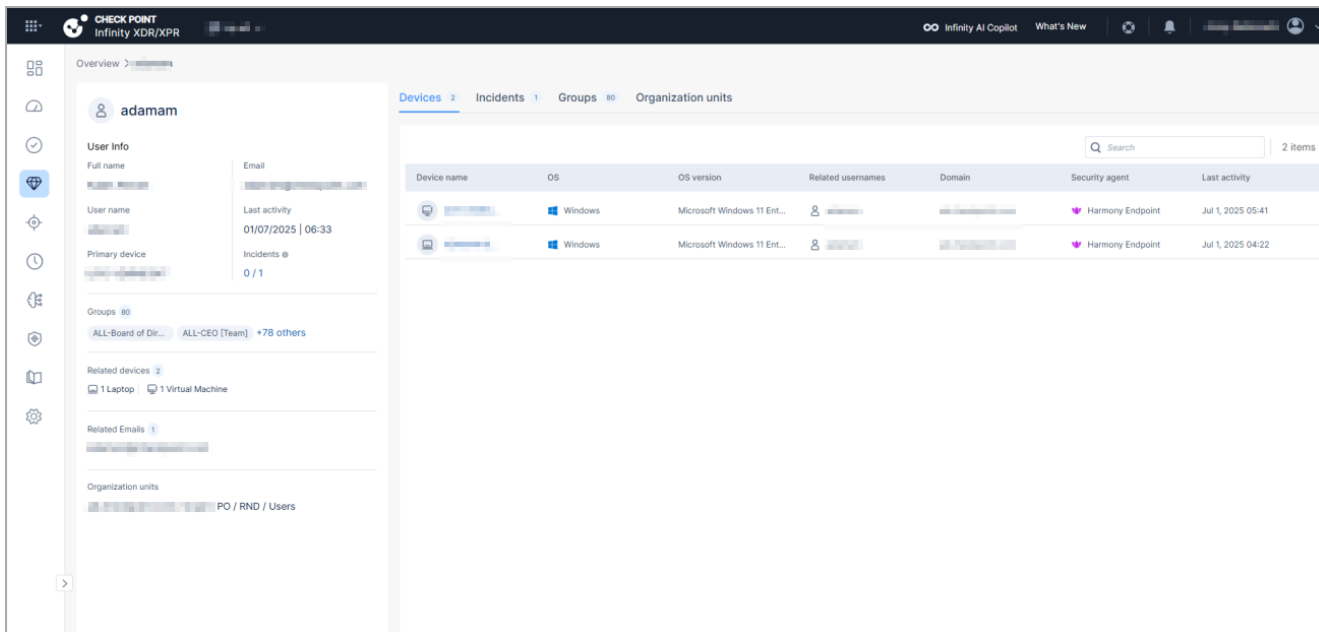 CHECK POINT
Infinity XDR/XPR
Infinity AI Copilot What's New
Overview >
adamam
User Info
Full name Email
User name Last activity
01/07/2025 | 06:33
Primary device Incidents
0 / 1
Groups 80
ALL-Board of Dir... ALL-CEO [Team] +78 others
Related devices 2
1 Laptop 1 Virtual Machine
Related Emails 1
Organization units
PO / RND / Users
Devices 2 Incidents 1 Groups 80 Organization units
Search 2 items
Device name OS OS version Related usernames Domain Security agent Last activity
Windows Microsoft Windows 11 Ent... Harmony Endpoint Jul 1, 2025 05:41
Windows Microsoft Windows 11 Ent... Harmony Endpoint Jul 1, 2025 04:22